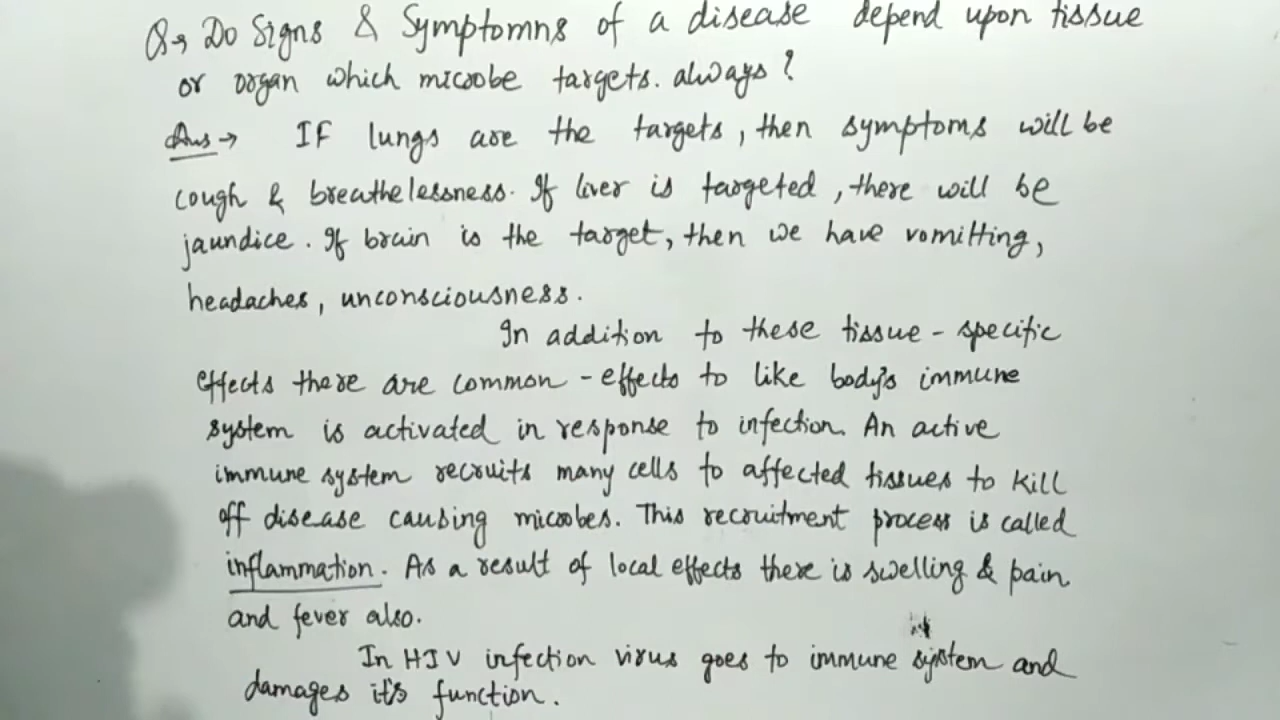 Q→ Do Signs & Symptomns of a disease depend upon tissue
or organ which microbe targets. always?
Ans → IF lungs are the targets, then symptoms will be
cough & breathelessness. If liver is targeted, there will be
jaundice. If brain is the target, then we have vomitting,
headaches, unconsciousness.
In addition to these tissue-specific
effects there are common-effects to like body's immune
system is activated in response to infection. An active
immune system recruits many cells to affected tissues to kill
off disease causing microbes. This recruitment process is called
inflammation. As a result of local effects there is swelling & pain
and fever also.
In HIV infection virus goes to immune system and
damages it's function.